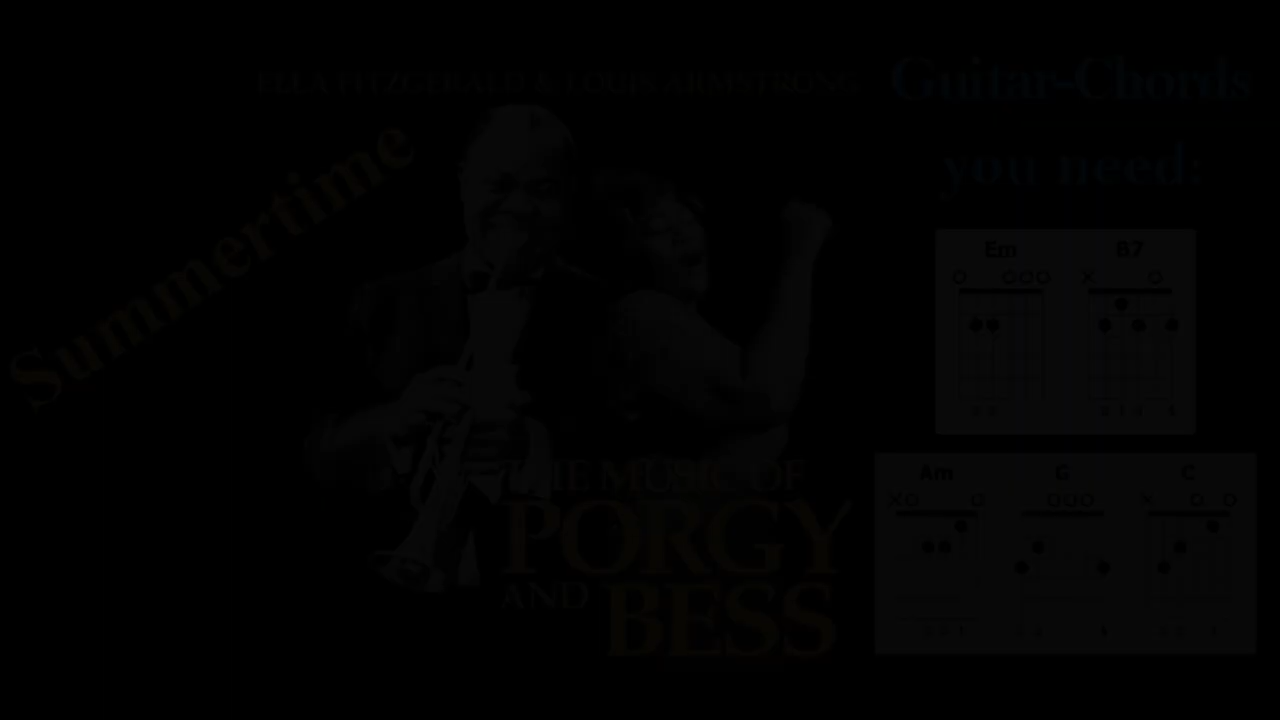 ELLA FITZGERALD & LOUIS ARMSTRONG
Summertime
THE MUSIC OF
PORGY
AND BESS
Guitar-Chords
you need:
Em B7
Am G C